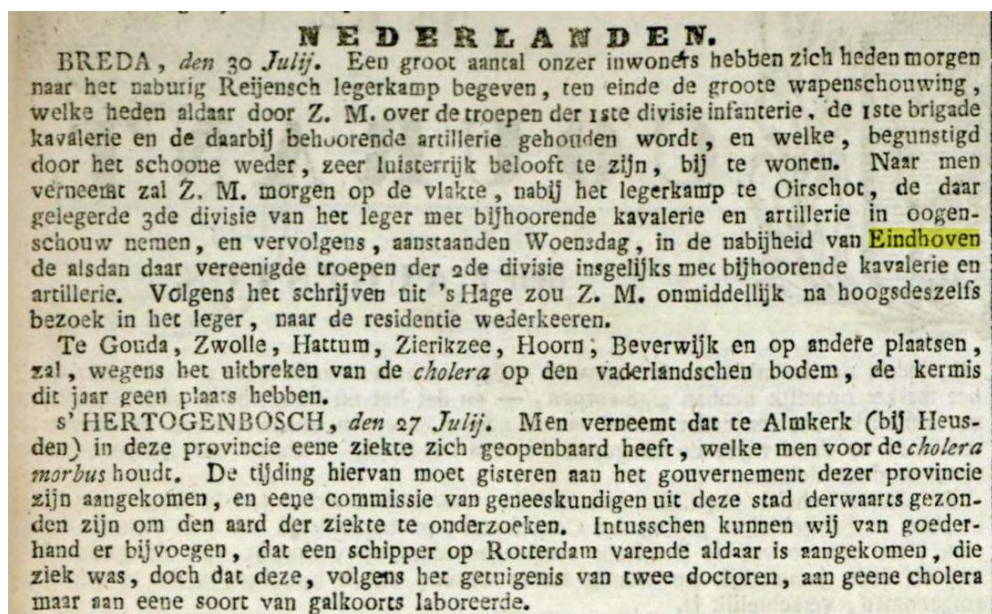 NEDERLANDEN.
BREDA, den 30 Julij. Een groot aantal onzer inwoners hebben zich heden morgen
naar het naburig Reijensch legerkamp begeven, ten einde de groote wapenschouwing,
welke heden aldaar door Z. M. over de troepen der 1ste divisie infanterie, de 1ste brigade
kavalerie en de daarbij behoorende artillerie gehouden wordt, en welke, begunstigd
door het schoone weder, zeer luisterrijk belooft te zijn, bij te wonen. Naar men
verneemt zal Z. M. morgen op de vlakte, nabij het legerkamp te Oirschot, de daar
gelegerde 3de divisie van het leger met bijhoorende kavalerie en artillerie in oogen-
schouw nemen, en vervolgens, aanstaanden Woensdag, in de nabijheid van Eindhoven
de alsdan daar vereenigde troepen der 2de divisie insgelijks met bijhoorende kavalerie en
artillerie. Volgens het schrijven uit 's Hage zou Z. M. onmiddellijk na hoogsdeszelfs
bezoek in het leger, naar de residentie wederkeeren.
Te Gouda, Zwolle, Hattum, Zierikzee, Hoorn, Beverwijk en op andere plaatsen,
zal, wegens het uitbreken van de cholera op den vaderlandschen bodem, de kermis
dit jaar geen plaats hebben.
s' HERTOGENBOSCH, den 27 Julij. Men verneemt dat te Almkerk (bij Heus-
den) in deze provincie eene ziekte zich geopenbaard heeft, welke men voor de cholera
morbus houdt. De tijding hiervan moet gisteren aan het gouvernement dezer provincie
zijn aangekomen, en eene commissie van geneeskundigen uit deze stad derwaarts gezon-
den zijn om den aard der ziekte te onderzoeken. Intusschen kunnen wij van goeder-
hand er bijvoegen, dat een schipper op Rotterdam varende aldaar is aangekomen, die
ziek was, doch dat deze, volgens het getuigenis van twee doctoren, aan geene cholera
maar aan eene soort van galkoorts laboreerde.